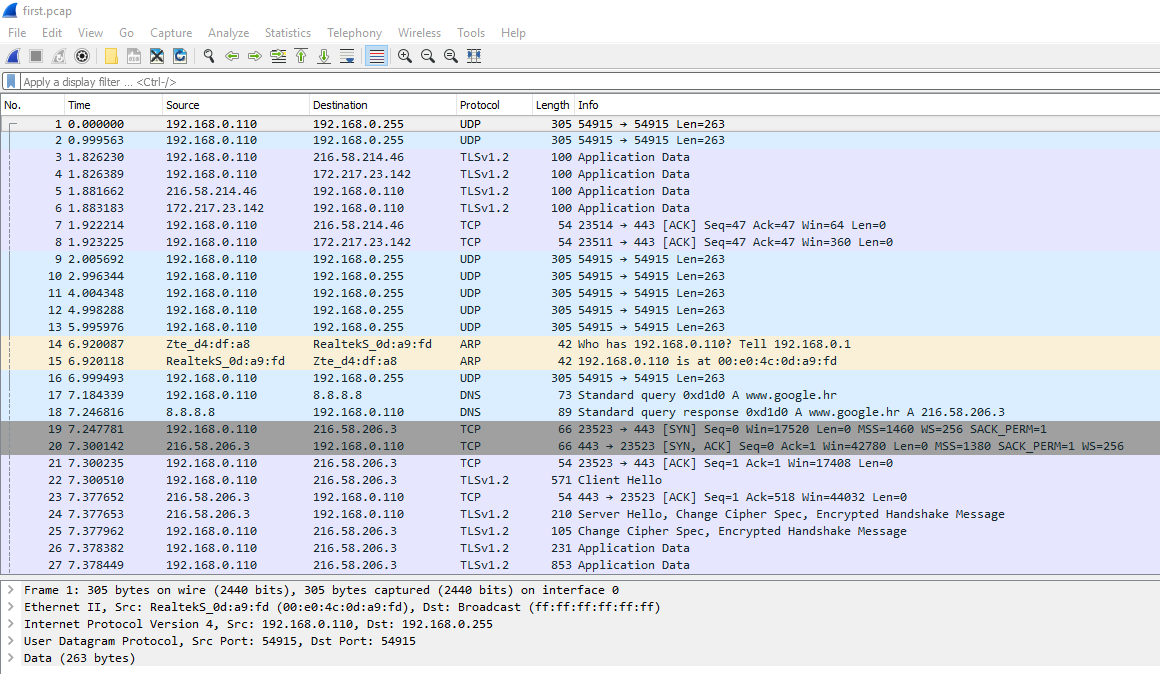 first.pcap
File Edit View Go Capture Analyze Statistics Telephony Wireless Tools Help
Apply a display filter ... <Ctrl-/>
No. Time Source Destination Protocol Length Info
1 0.000000 192.168.0.110 192.168.0.255 UDP 305 54915 → 54915 Len=263
2 0.999563 192.168.0.110 192.168.0.255 UDP 305 54915 → 54915 Len=263
3 1.826230 192.168.0.110 216.58.214.46 TLSv1.2 100 Application Data
4 1.826389 192.168.0.110 172.217.23.142 TLSv1.2 100 Application Data
5 1.881662 216.58.214.46 192.168.0.110 TLSv1.2 100 Application Data
6 1.883183 172.217.23.142 192.168.0.110 TLSv1.2 100 Application Data
7 1.922214 192.168.0.110 216.58.214.46 TCP 54 23514 → 443 [ACK] Seq=47 Ack=47 Win=64 Len=0
8 1.923225 192.168.0.110 172.217.23.142 TCP 54 23511 → 443 [ACK] Seq=47 Ack=47 Win=360 Len=0
9 2.005692 192.168.0.110 192.168.0.255 UDP 305 54915 → 54915 Len=263
10 2.996344 192.168.0.110 192.168.0.255 UDP 305 54915 → 54915 Len=263
11 4.004348 192.168.0.110 192.168.0.255 UDP 305 54915 → 54915 Len=263
12 4.998288 192.168.0.110 192.168.0.255 UDP 305 54915 → 54915 Len=263
13 5.995976 192.168.0.110 192.168.0.255 UDP 305 54915 → 54915 Len=263
14 6.920087 Zte_d4:df:a8 RealtekS_0d:a9:fd ARP 42 Who has 192.168.0.110? Tell 192.168.0.1
15 6.920118 RealtekS_0d:a9:fd Zte_d4:df:a8 ARP 42 192.168.0.110 is at 00:e0:4c:0d:a9:fd
16 6.999493 192.168.0.110 192.168.0.255 UDP 305 54915 → 54915 Len=263
17 7.184339 192.168.0.110 8.8.8.8 DNS 73 Standard query 0xd1d0 A www.google.hr
18 7.246816 8.8.8.8 192.168.0.110 DNS 89 Standard query response 0xd1d0 A www.google.hr A 216.58.206.3
19 7.247781 192.168.0.110 216.58.206.3 TCP 66 23523 → 443 [SYN] Seq=0 Win=17520 Len=0 MSS=1460 WS=256 SACK_PERM=1
20 7.300142 216.58.206.3 192.168.0.110 TCP 66 443 → 23523 [SYN, ACK] Seq=0 Ack=1 Win=42780 Len=0 MSS=1380 SACK_PERM=1 WS=256
21 7.300235 192.168.0.110 216.58.206.3 TCP 54 23523 → 443 [ACK] Seq=1 Ack=1 Win=17408 Len=0
22 7.300510 192.168.0.110 216.58.206.3 TLSv1.2 571 Client Hello
23 7.377652 216.58.206.3 192.168.0.110 TCP 54 443 → 23523 [ACK] Seq=1 Ack=518 Win=44032 Len=0
24 7.377653 216.58.206.3 192.168.0.110 TLSv1.2 210 Server Hello, Change Cipher Spec, Encrypted Handshake Message
25 7.377962 192.168.0.110 216.58.206.3 TLSv1.2 105 Change Cipher Spec, Encrypted Handshake Message
26 7.378382 192.168.0.110 216.58.206.3 TLSv1.2 231 Application Data
27 7.378449 192.168.0.110 216.58.206.3 TLSv1.2 853 Application Data
Frame 1: 305 bytes on wire (2440 bits), 305 bytes captured (2440 bits) on interface 0
Ethernet II, Src: RealtekS_0d:a9:fd (00:e0:4c:0d:a9:fd), Dst: Broadcast (ff:ff:ff:ff:ff:ff)
Internet Protocol Version 4, Src: 192.168.0.110, Dst: 192.168.0.255
User Datagram Protocol, Src Port: 54915, Dst Port: 54915
Data (263 bytes)